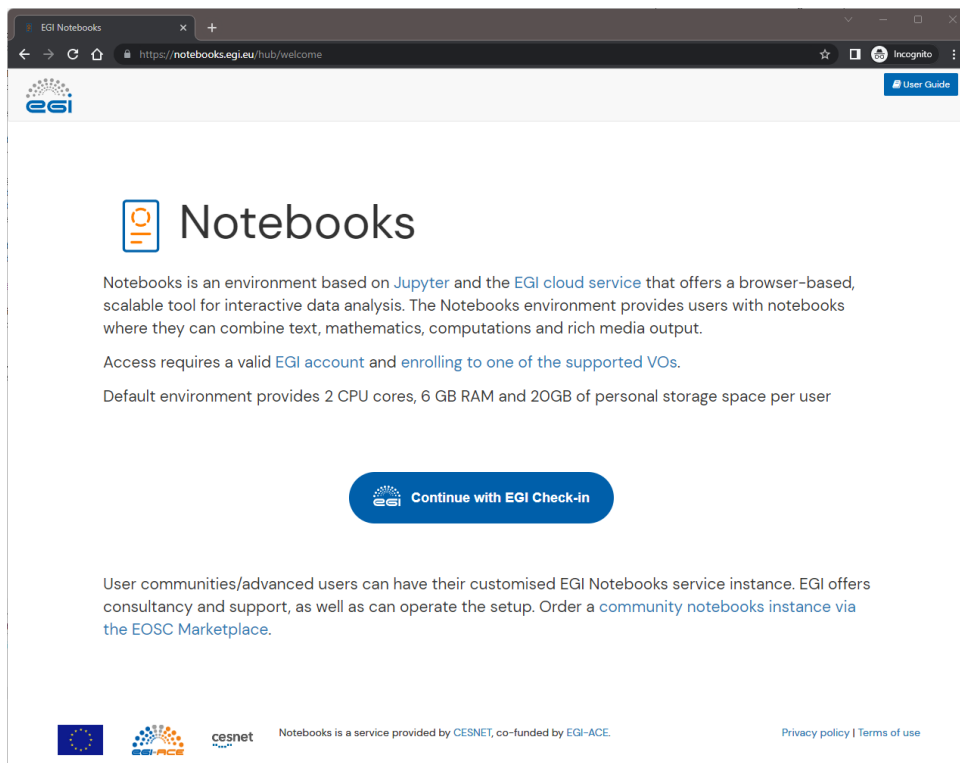 EGI Notebooks
https://notebooks.egi.eu/hub/welcome
Incognito
egi
User Guide
Notebooks
Notebooks is an environment based on Jupyter and the EGI cloud service that offers a browser-based,
scalable tool for interactive data analysis. The Notebooks environment provides users with notebooks
where they can combine text, mathematics, computations and rich media output.
Access requires a valid EGI account and enrolling to one of the supported VOs.
Default environment provides 2 CPU cores, 6 GB RAM and 20GB of personal storage space per user
egi Continue with EGI Check-in
User communities/advanced users can have their customised EGI Notebooks service instance. EGI offers
consultancy and support, as well as can operate the setup. Order a community notebooks instance via
the EOSC Marketplace.
egi-ACE
cesnet
Notebooks is a service provided by CESNET, co-funded by EGI-ACE.
Privacy policy | Terms of use